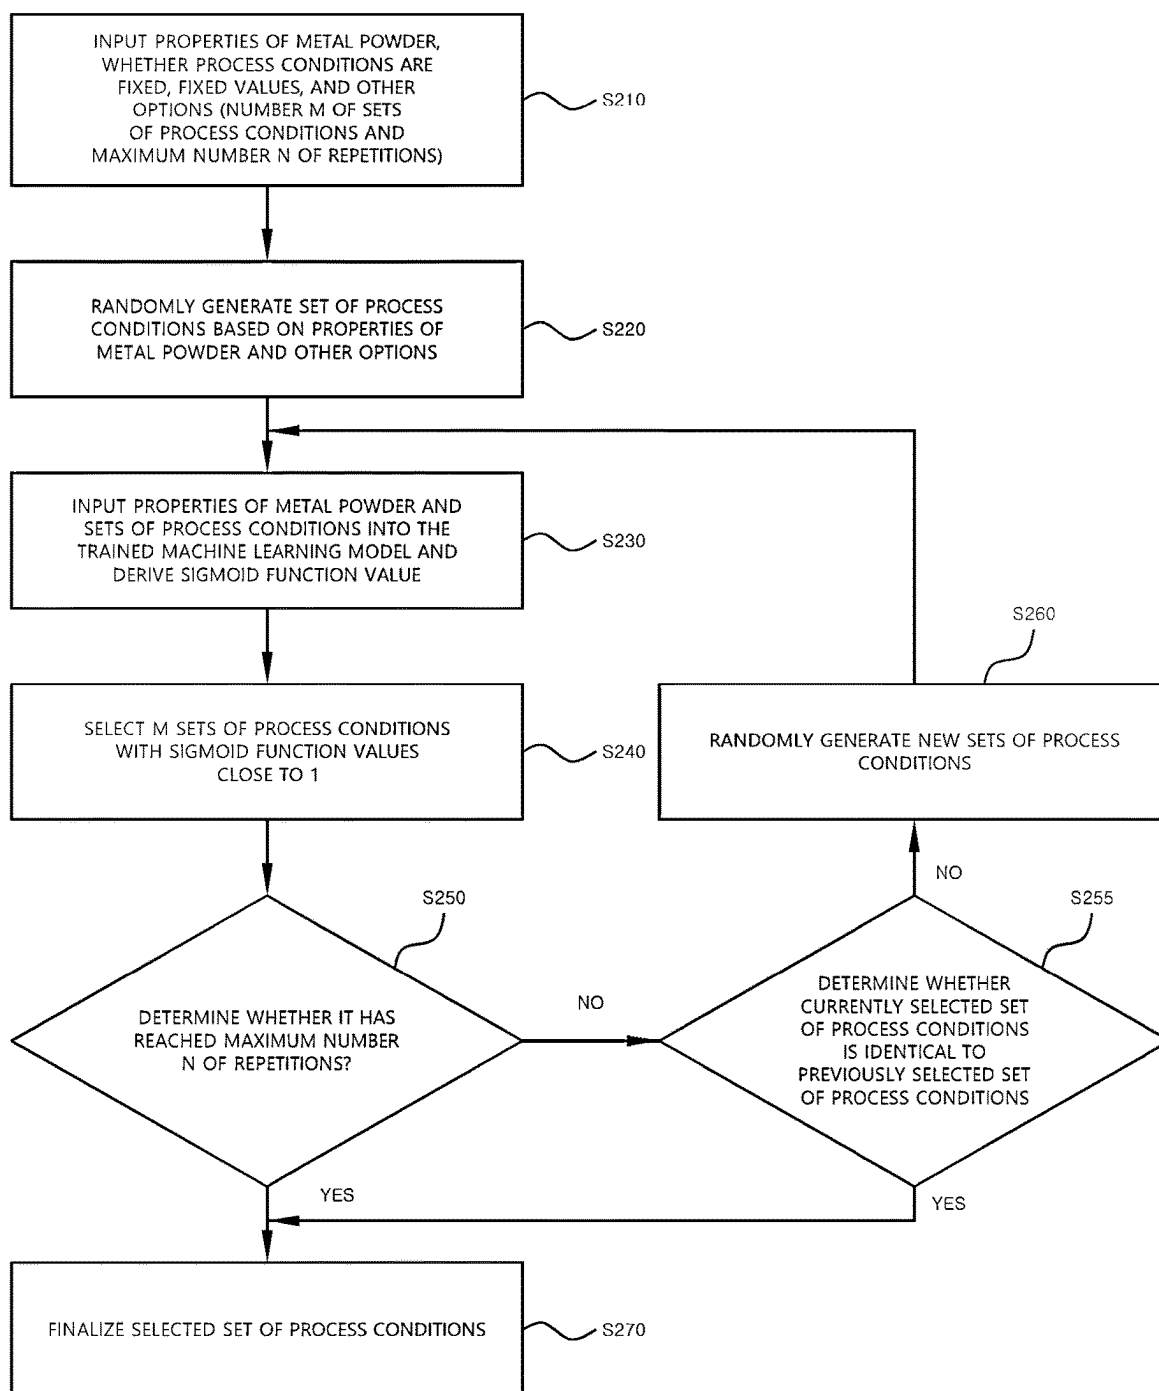 INPUT PROPERTIES OF METAL POWDER,
WHETHER PROCESS CONDITIONS ARE
FIXED, FIXED VALUES, AND OTHER
OPTIONS (NUMBER M OF SETS
OF PROCESS CONDITIONS AND
MAXIMUM NUMBER N OF REPETITIONS)
S210
RANDOMLY GENERATE SET OF PROCESS
CONDITIONS BASED ON PROPERTIES OF
METAL POWDER AND OTHER OPTIONS
S220
INPUT PROPERTIES OF METAL POWDER AND
SETS OF PROCESS CONDITIONS INTO THE
TRAINED MACHINE LEARNING MODEL AND
DERIVE SIGMOID FUNCTION VALUE
S230
SELECT M SETS OF PROCESS CONDITIONS
WITH SIGMOID FUNCTION VALUES
CLOSE TO 1
S240
S260
RANDOMLY GENERATE NEW SETS OF PROCESS
CONDITIONS
NO
S250
DETERMINE WHETHER IT HAS
REACHED MAXIMUM NUMBER
N OF REPETITIONS?
NO
S255
DETERMINE WHETHER
CURRENTLY SELECTED SET
OF PROCESS CONDITIONS
IS IDENTICAL TO
PREVIOUSLY SELECTED SET
OF PROCESS CONDITIONS
YES
YES
FINALIZE SELECTED SET OF PROCESS CONDITIONS
S270